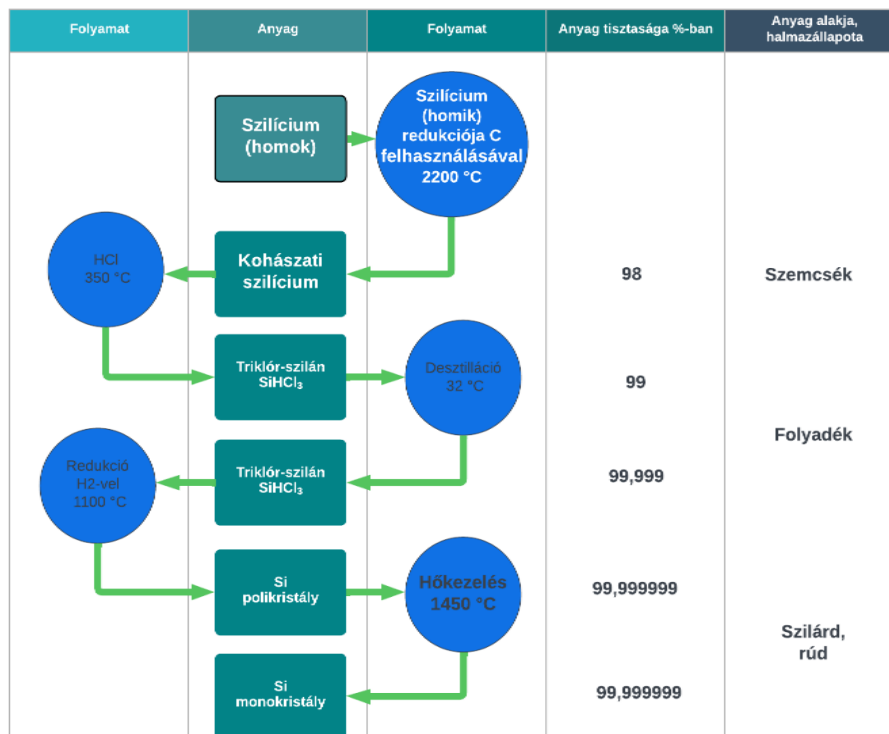 Folyamat
Anyag
Folyamat
Anyag tisztasága %-ban
Anyag alakja,
halmazállapota
Szilícium
(homok)
Szilícium
(homik)
redukciója C
felhasználásával
2200 °C
HCl
350 °C
Kohászati
szilícium
98
Szemcsék
Triklór-szilán
SiHCl₃
Desztilláció
32 °C
99
Folyadék
Redukció
H2-vel
1100 °C
Triklór-szilán
SiHCl₃
99,999
Si
polikristály
Hőkezelés
1450 °C
99,999999
Szilárd,
rúd
Si
monokristály
99,999999